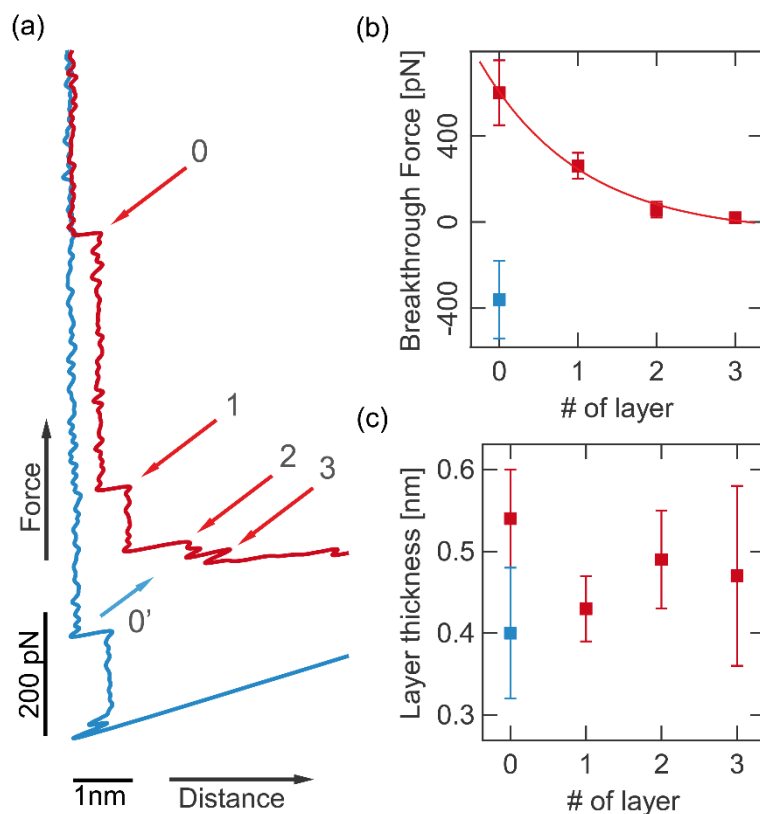 (a)
0
1
2
3
0'
Force
200 pN
1nm
Distance
(b)
Breakthrough Force [pN]
400
0
-400
0 1 2 3
# of layer
(c)
Layer thickness [nm]
0.6
0.5
0.4
0.3
0 1 2 3
# of layer